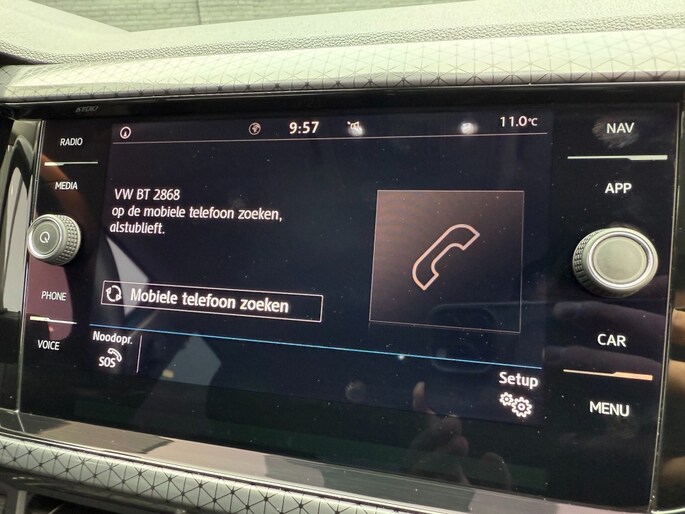 RADIO
MEDIA
PHONE
VOICE
9:57
11.0°C
VW BT 2868
op de mobiele telefoon zoeken,
alstublieft.
Mobiele telefoon zoeken
Noodopr.
SOS
Setup
NAV
APP
CAR
MENU